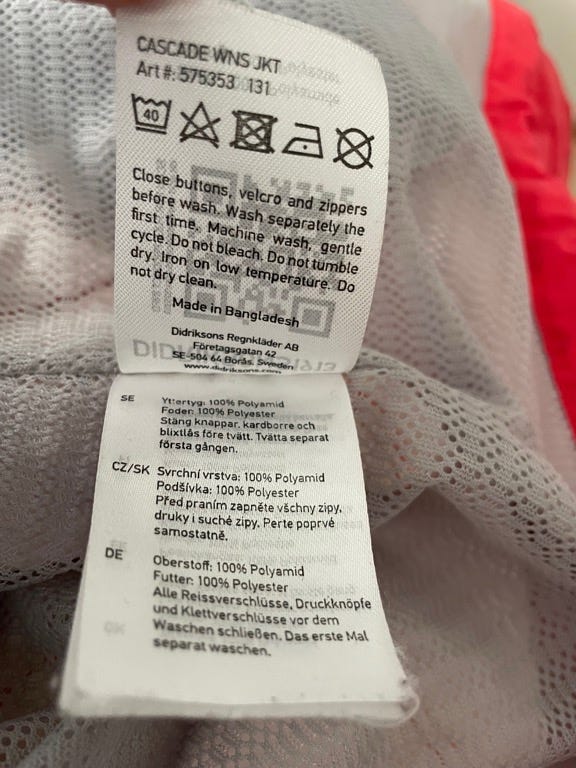 CASCADE WNS JKT
Art #: 575353 131
40
Close buttons, velcro and zippers
before wash. Wash separately the
first time. Machine wash, gentle
cycle. Do not bleach. Do not tumble
dry. Iron on low temperature. Do
not dry clean.
Made in Bangladesh
Didriksons Regnkläder AB
Företagsgatan 42
SE-504 64 Borås, Sweden
www.didriksons.com
SE Yttertyg: 100% Polyamid
Foder: 100% Polyester
Stäng knappar, kardborre och
blixtlås före tvätt. Tvätta separat
första gången.
CZ/SK Svrchní vrstva: 100% Polyamid
Podšívka: 100% Polyester
Před praním zapněte všchny zipy,
druky i suché zipy. Perte poprvé
samostatně.
DE Oberstoff: 100% Polyamid
Futter: 100% Polyester
Alle Reissverschlüsse, Druckknöpfe
und Klettverschlüsse vor dem
Waschen schließen. Das erste Mal
separat waschen.